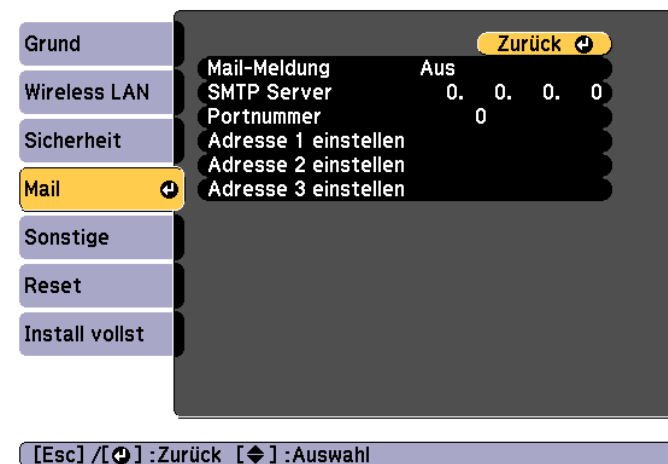 Grund
Wireless LAN
Sicherheit
Mail
Sonstige
Reset
Install vollst
Zurück
Mail-Meldung Aus
SMTP Server 0. 0. 0. 0
Portnummer 0
Adresse 1 einstellen
Adresse 2 einstellen
Adresse 3 einstellen
[Esc] /[⏎] :Zurück [◆] :Auswahl